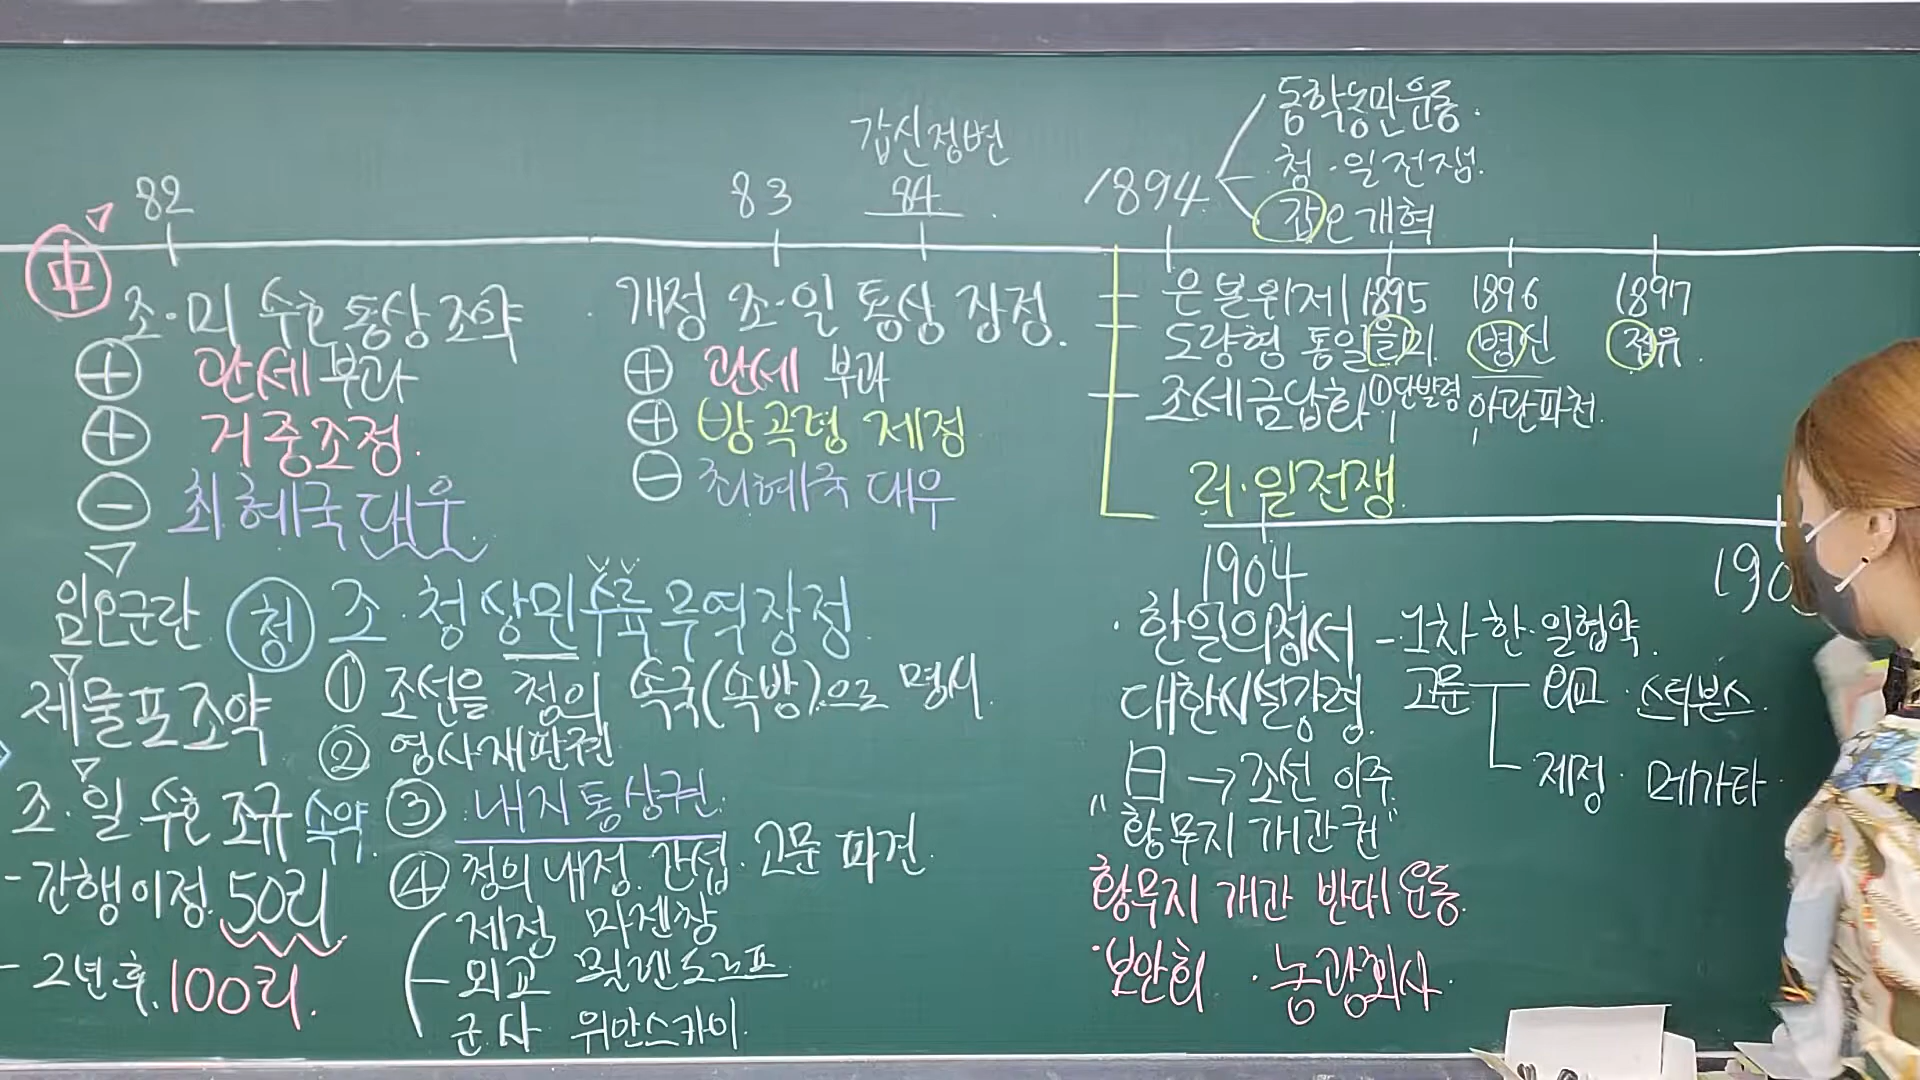 82
中
조·미 수호 통상 조약
⊕ 관세 부과
⊕ 거중조정.
⊖ 최혜국 대우
임오군란
제물포 조약
조·일 수호 조규 속약.
- 간행이정. 50리
- 2년 후. 100리.
청 조·청 상민수륙무역장정.
① 조선을 청의 속국(속방)으로 명시.
② 영사재판권
③ 내지통상권.
④ 청의 내정. 간섭. 고문 파견.
재정 마젠창
외교 묄렌도르프
군사 위안스카이.
83
개정 조·일 통상 장정.
⊕ 관세 부과
⊕ 방곡령 제정
⊖ 최혜국 대우
갑신정변
84.
1894
동학농민운동.
청·일전쟁.
갑오개혁
은본위제
도량형 통일
조세금납화
1895
을미.
① 단발령
1896
병신
아관파천.
1897
정유.
러·일전쟁.
1904
· 한일의정서 - 1차 한·일협약.
대한시설강령.
日 → 조선 이주
"황무지 개간권"
황무지 개간 반대 운동.
· 보안회 · 농광회사.
고문
외교 스티븐스.
재정. 메가타.
190